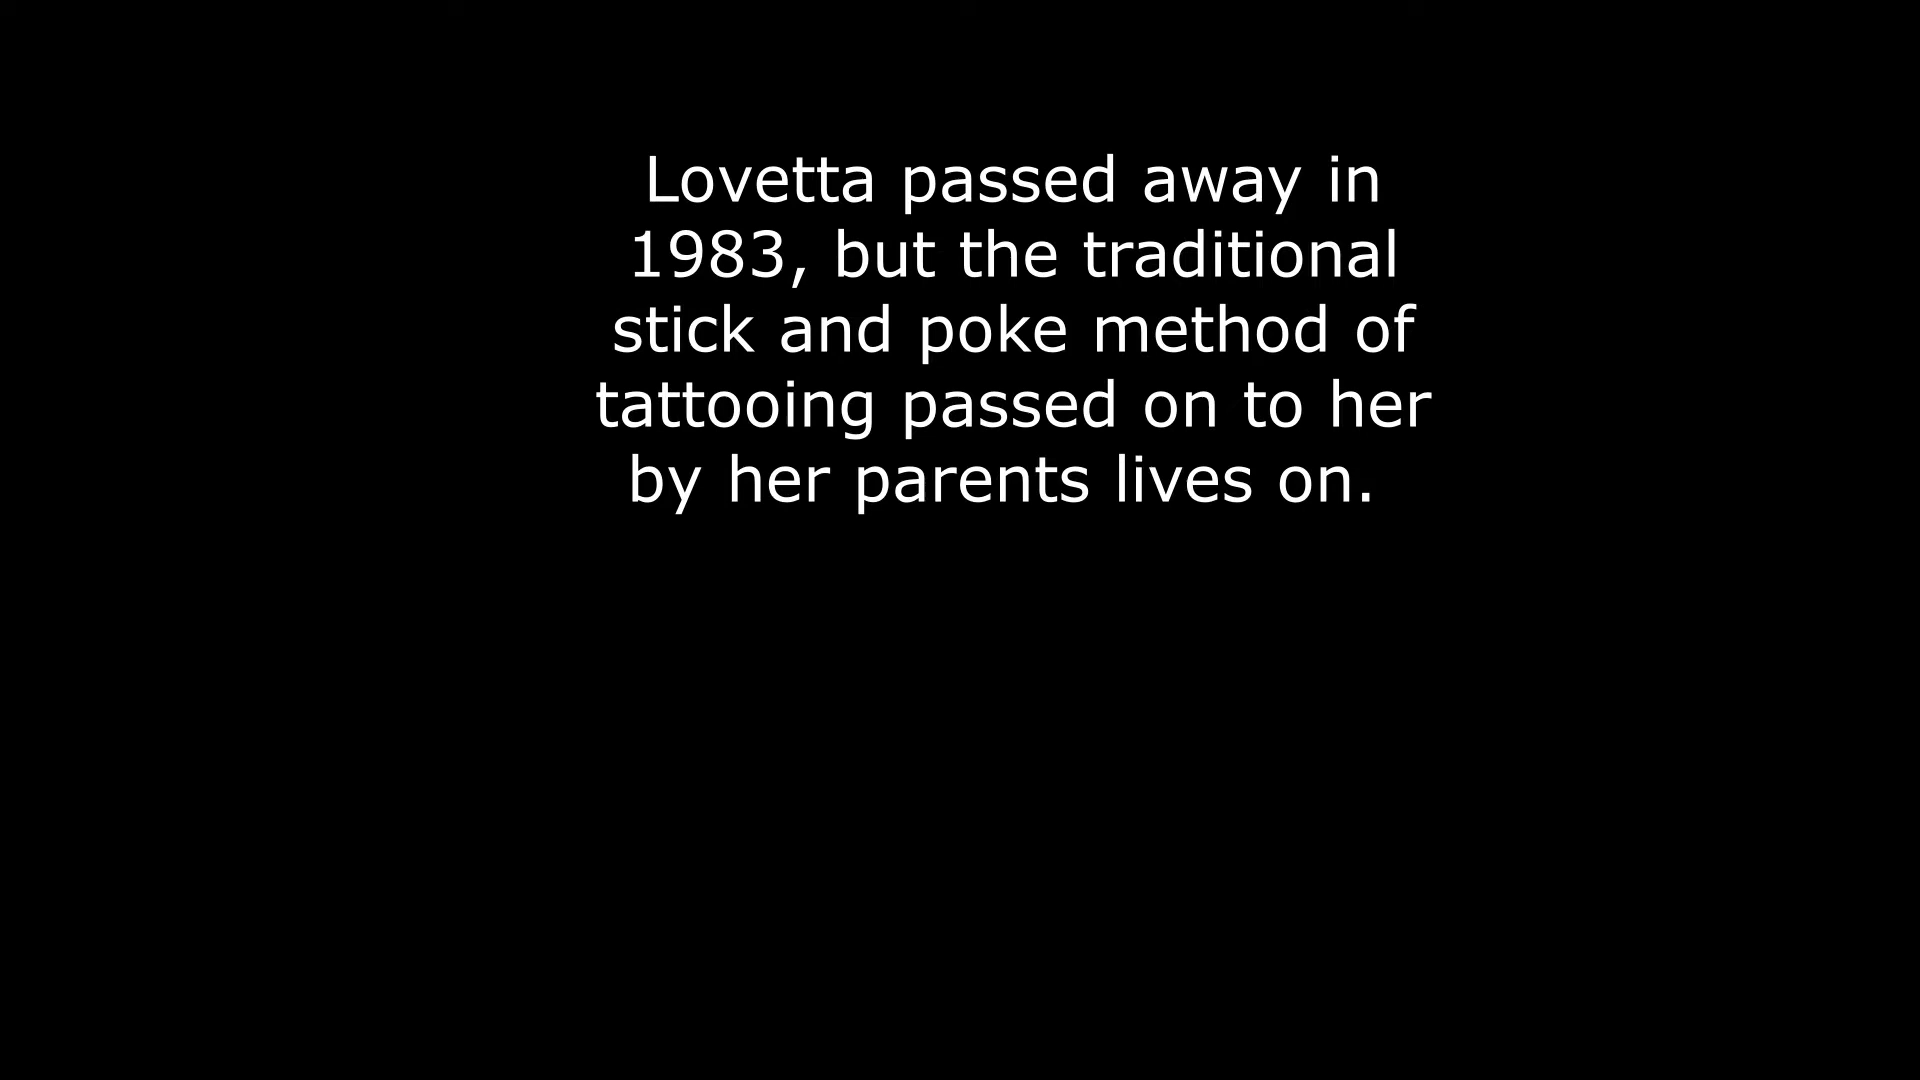 Lovetta passed away in
1983, but the traditional
stick and poke method of
tattooing passed on to her
by her parents lives on.